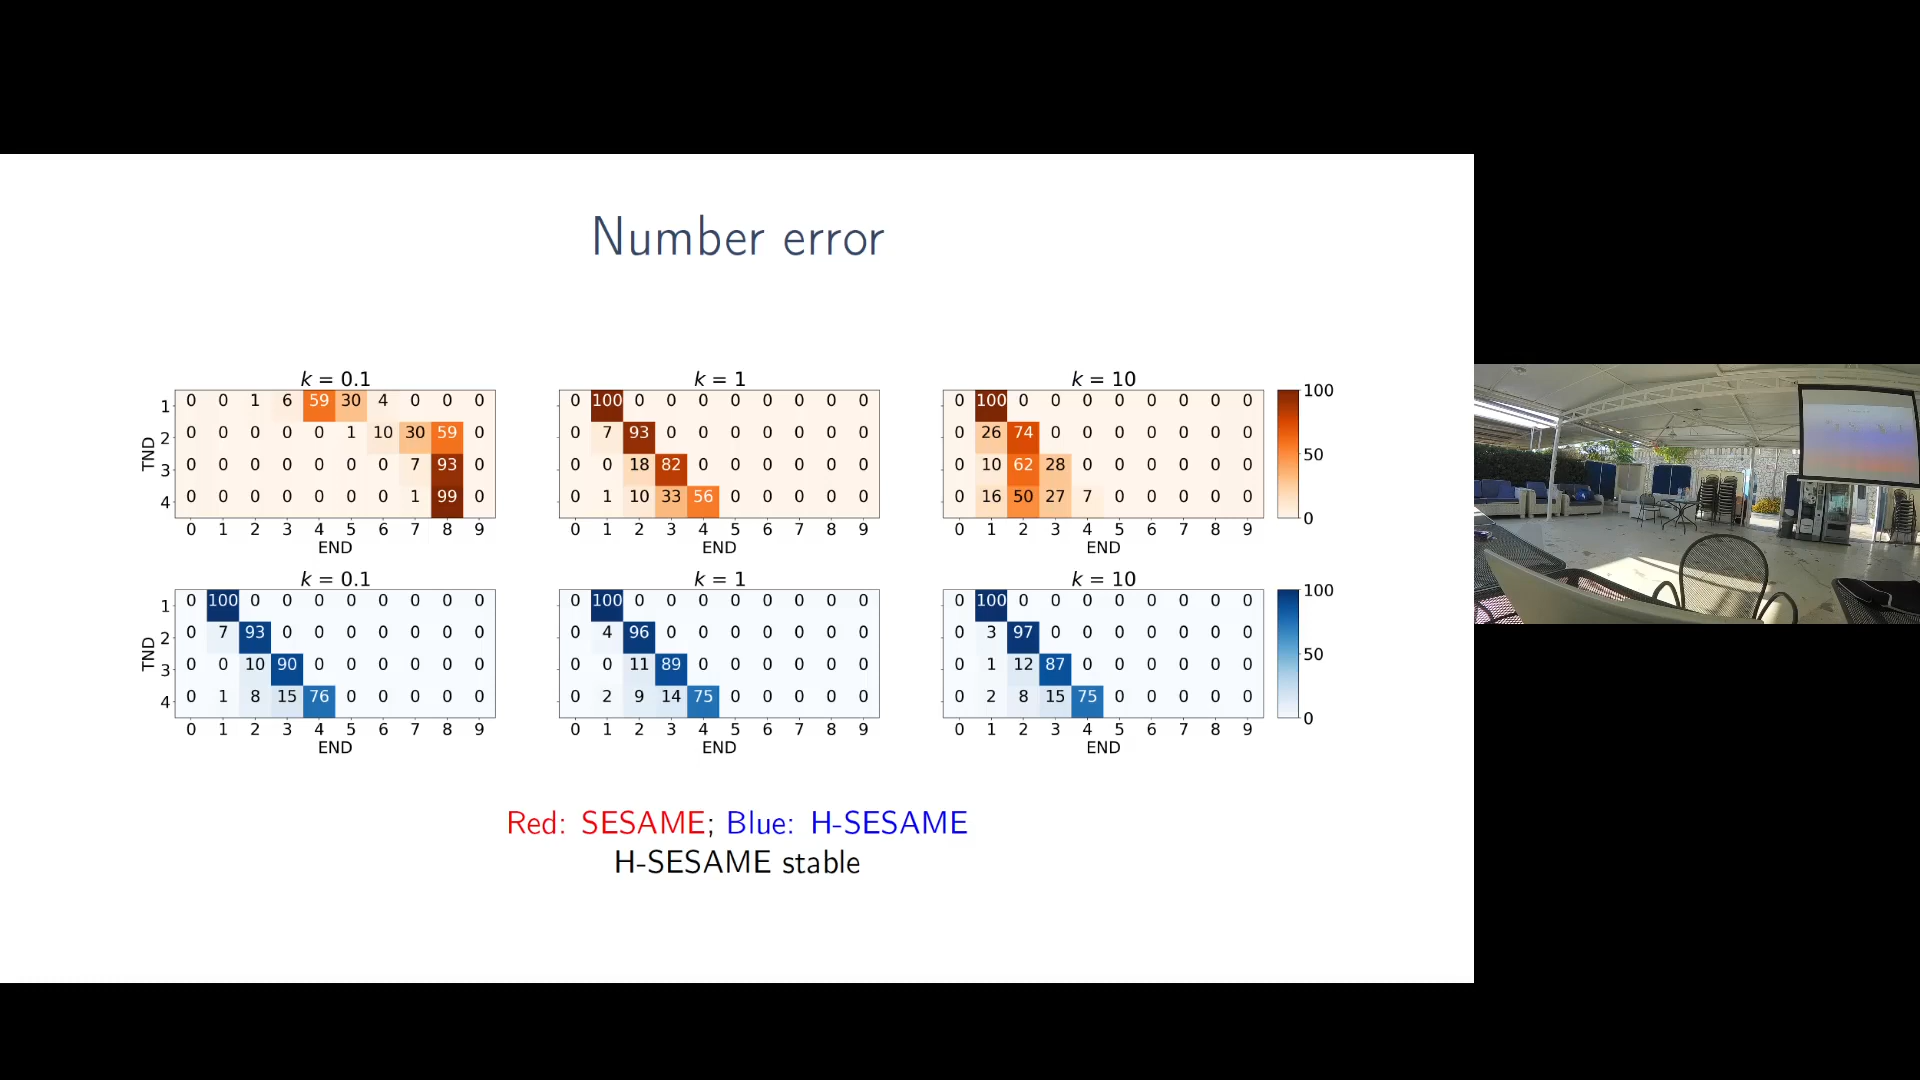 Number error
k = 0.1
1 0 0 1 6 59 30 4 0 0 0
2 0 0 0 0 0 1 10 30 59 0
3 0 0 0 0 0 0 0 7 93 0
4 0 0 0 0 0 0 0 1 99 0
TND
0 1 2 3 4 5 6 7 8 9
END
k = 1
0 100 0 0 0 0 0 0 0 0
0 7 93 0 0 0 0 0 0 0
0 0 18 82 0 0 0 0 0 0
0 1 10 33 56 0 0 0 0 0
0 1 2 3 4 5 6 7 8 9
END
k = 10
0 100 0 0 0 0 0 0 0 0
0 26 74 0 0 0 0 0 0 0
0 10 62 28 0 0 0 0 0 0
0 16 50 27 7 0 0 0 0 0
0 1 2 3 4 5 6 7 8 9
END
100
50
0
k = 0.1
1 0 100 0 0 0 0 0 0 0 0
2 0 7 93 0 0 0 0 0 0 0
3 0 0 10 90 0 0 0 0 0 0
4 0 1 8 15 76 0 0 0 0 0
TND
0 1 2 3 4 5 6 7 8 9
END
k = 1
0 100 0 0 0 0 0 0 0 0
0 4 96 0 0 0 0 0 0 0
0 0 11 89 0 0 0 0 0 0
0 2 9 14 75 0 0 0 0 0
0 1 2 3 4 5 6 7 8 9
END
k = 10
0 100 0 0 0 0 0 0 0 0
0 3 97 0 0 0 0 0 0 0
0 1 12 87 0 0 0 0 0 0
0 2 8 15 75 0 0 0 0 0
0 1 2 3 4 5 6 7 8 9
END
100
50
0
Red: SESAME; Blue: H-SESAME
H-SESAME stable